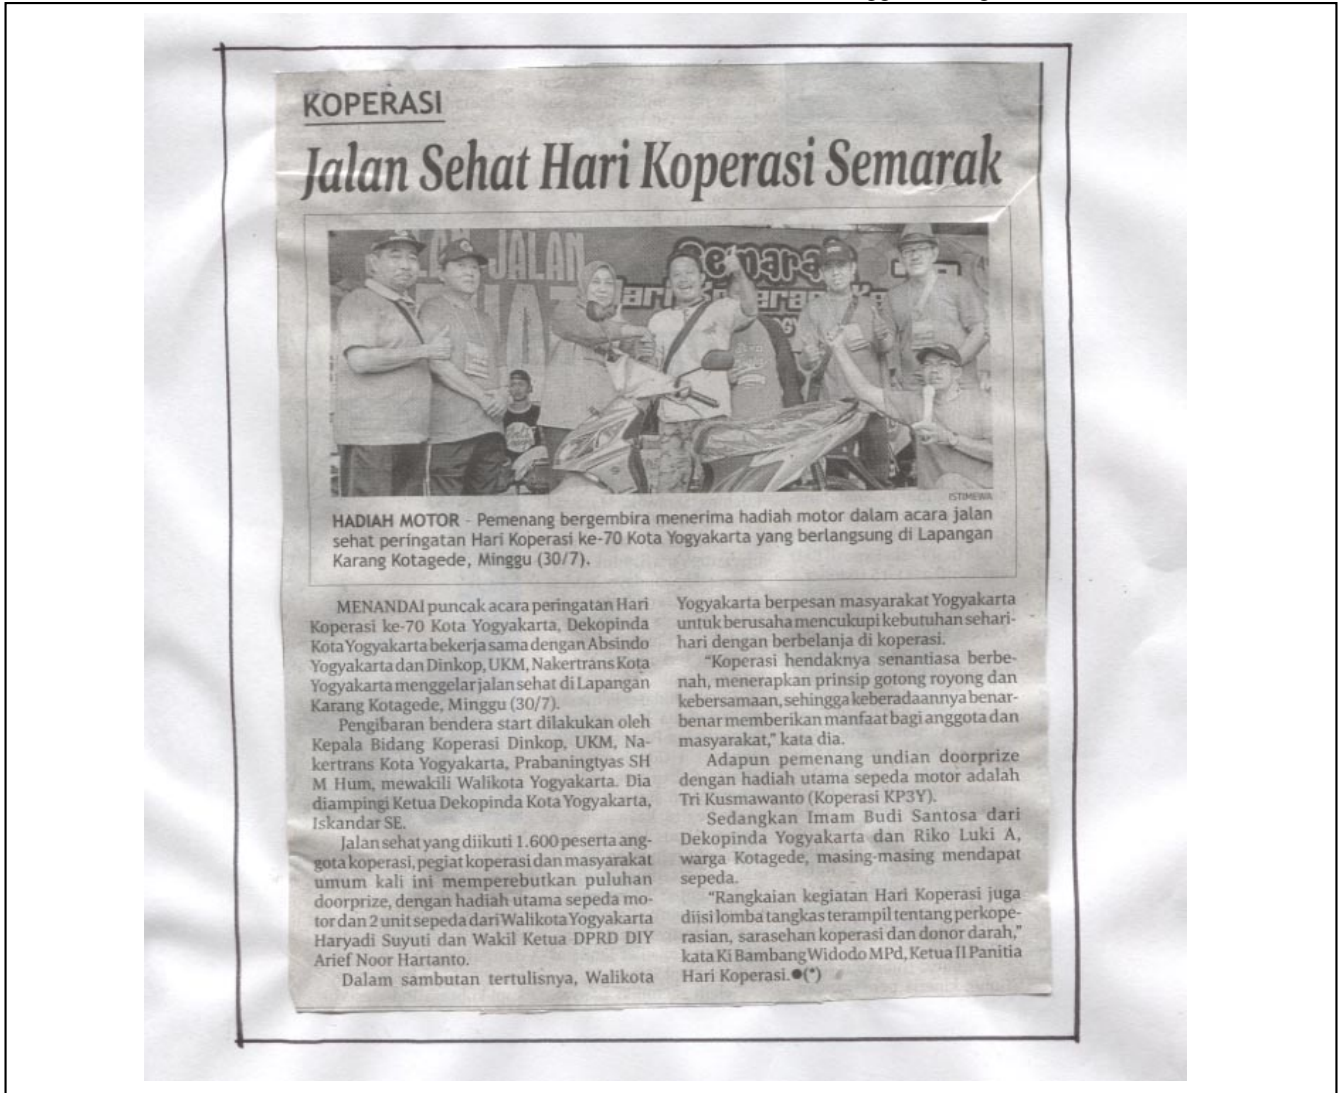 KOPERASI
Jalan Sehat Hari Koperasi Semarak
JALAN
ISTIMEWA
HADIAH MOTOR - Pemenang bergembira menerima hadiah motor dalam acara jalan
sehat peringatan Hari Koperasi ke-70 Kota Yogyakarta yang berlangsung di Lapangan
Karang Kotagede, Minggu (30/7).
MENANDAI puncak acara peringatan Hari
Koperasi ke-70 Kota Yogyakarta, Dekopinda
Kota Yogyakarta bekerja sama dengan Absindo
Yogyakarta dan Dinkop, UKM, Nakertrans Kota
Yogyakarta menggelar jalan sehat di Lapangan
Karang Kotagede, Minggu (30/7).
Pengibaran bendera start dilakukan oleh
Kepala Bidang Koperasi Dinkop, UKM, Na-
kertrans Kota Yogyakarta, Prabaningtyas SH
M Hum, mewakili Walikota Yogyakarta. Dia
diampingi Ketua Dekopinda Kota Yogyakarta,
Iskandar SE.
Jalan sehat yang diikuti 1.600 peserta ang-
gota koperasi, pegiat koperasi dan masyarakat
umum kali ini memperebutkan puluhan
doorprize, dengan hadiah utama sepeda mo-
tor dan 2 unit sepeda dari Walikota Yogyakarta
Haryadi Suyuti dan Wakil Ketua DPRD DIY
Arief Noor Hartanto.
Dalam sambutan tertulisnya, Walikota
Yogyakarta berpesan masyarakat Yogyakarta
untuk berusaha mencukupi kebutuhan sehari-
hari dengan berbelanja di koperasi.
“Koperasi hendaknya senantiasa berbe-
nah, menerapkan prinsip gotong royong dan
kebersamaan, sehingga keberadaannya benar-
benar memberikan manfaat bagi anggota dan
masyarakat,” kata dia.
Adapun pemenang undian doorprize
dengan hadiah utama sepeda motor adalah
Tri Kusmawanto (Koperasi KP3Y).
Sedangkan Imam Budi Santosa dari
Dekopinda Yogyakarta dan Riko Luki A,
warga Kotagede, masing-masing mendapat
sepeda.
“Rangkaian kegiatan Hari Koperasi juga
diisi lomba tangkas terampil tentang perkope-
rasian, sarasehan koperasi dan donor darah,”
kata Ki Bambang Widodo MPd, Ketua II Panitia
Hari Koperasi.●(*)